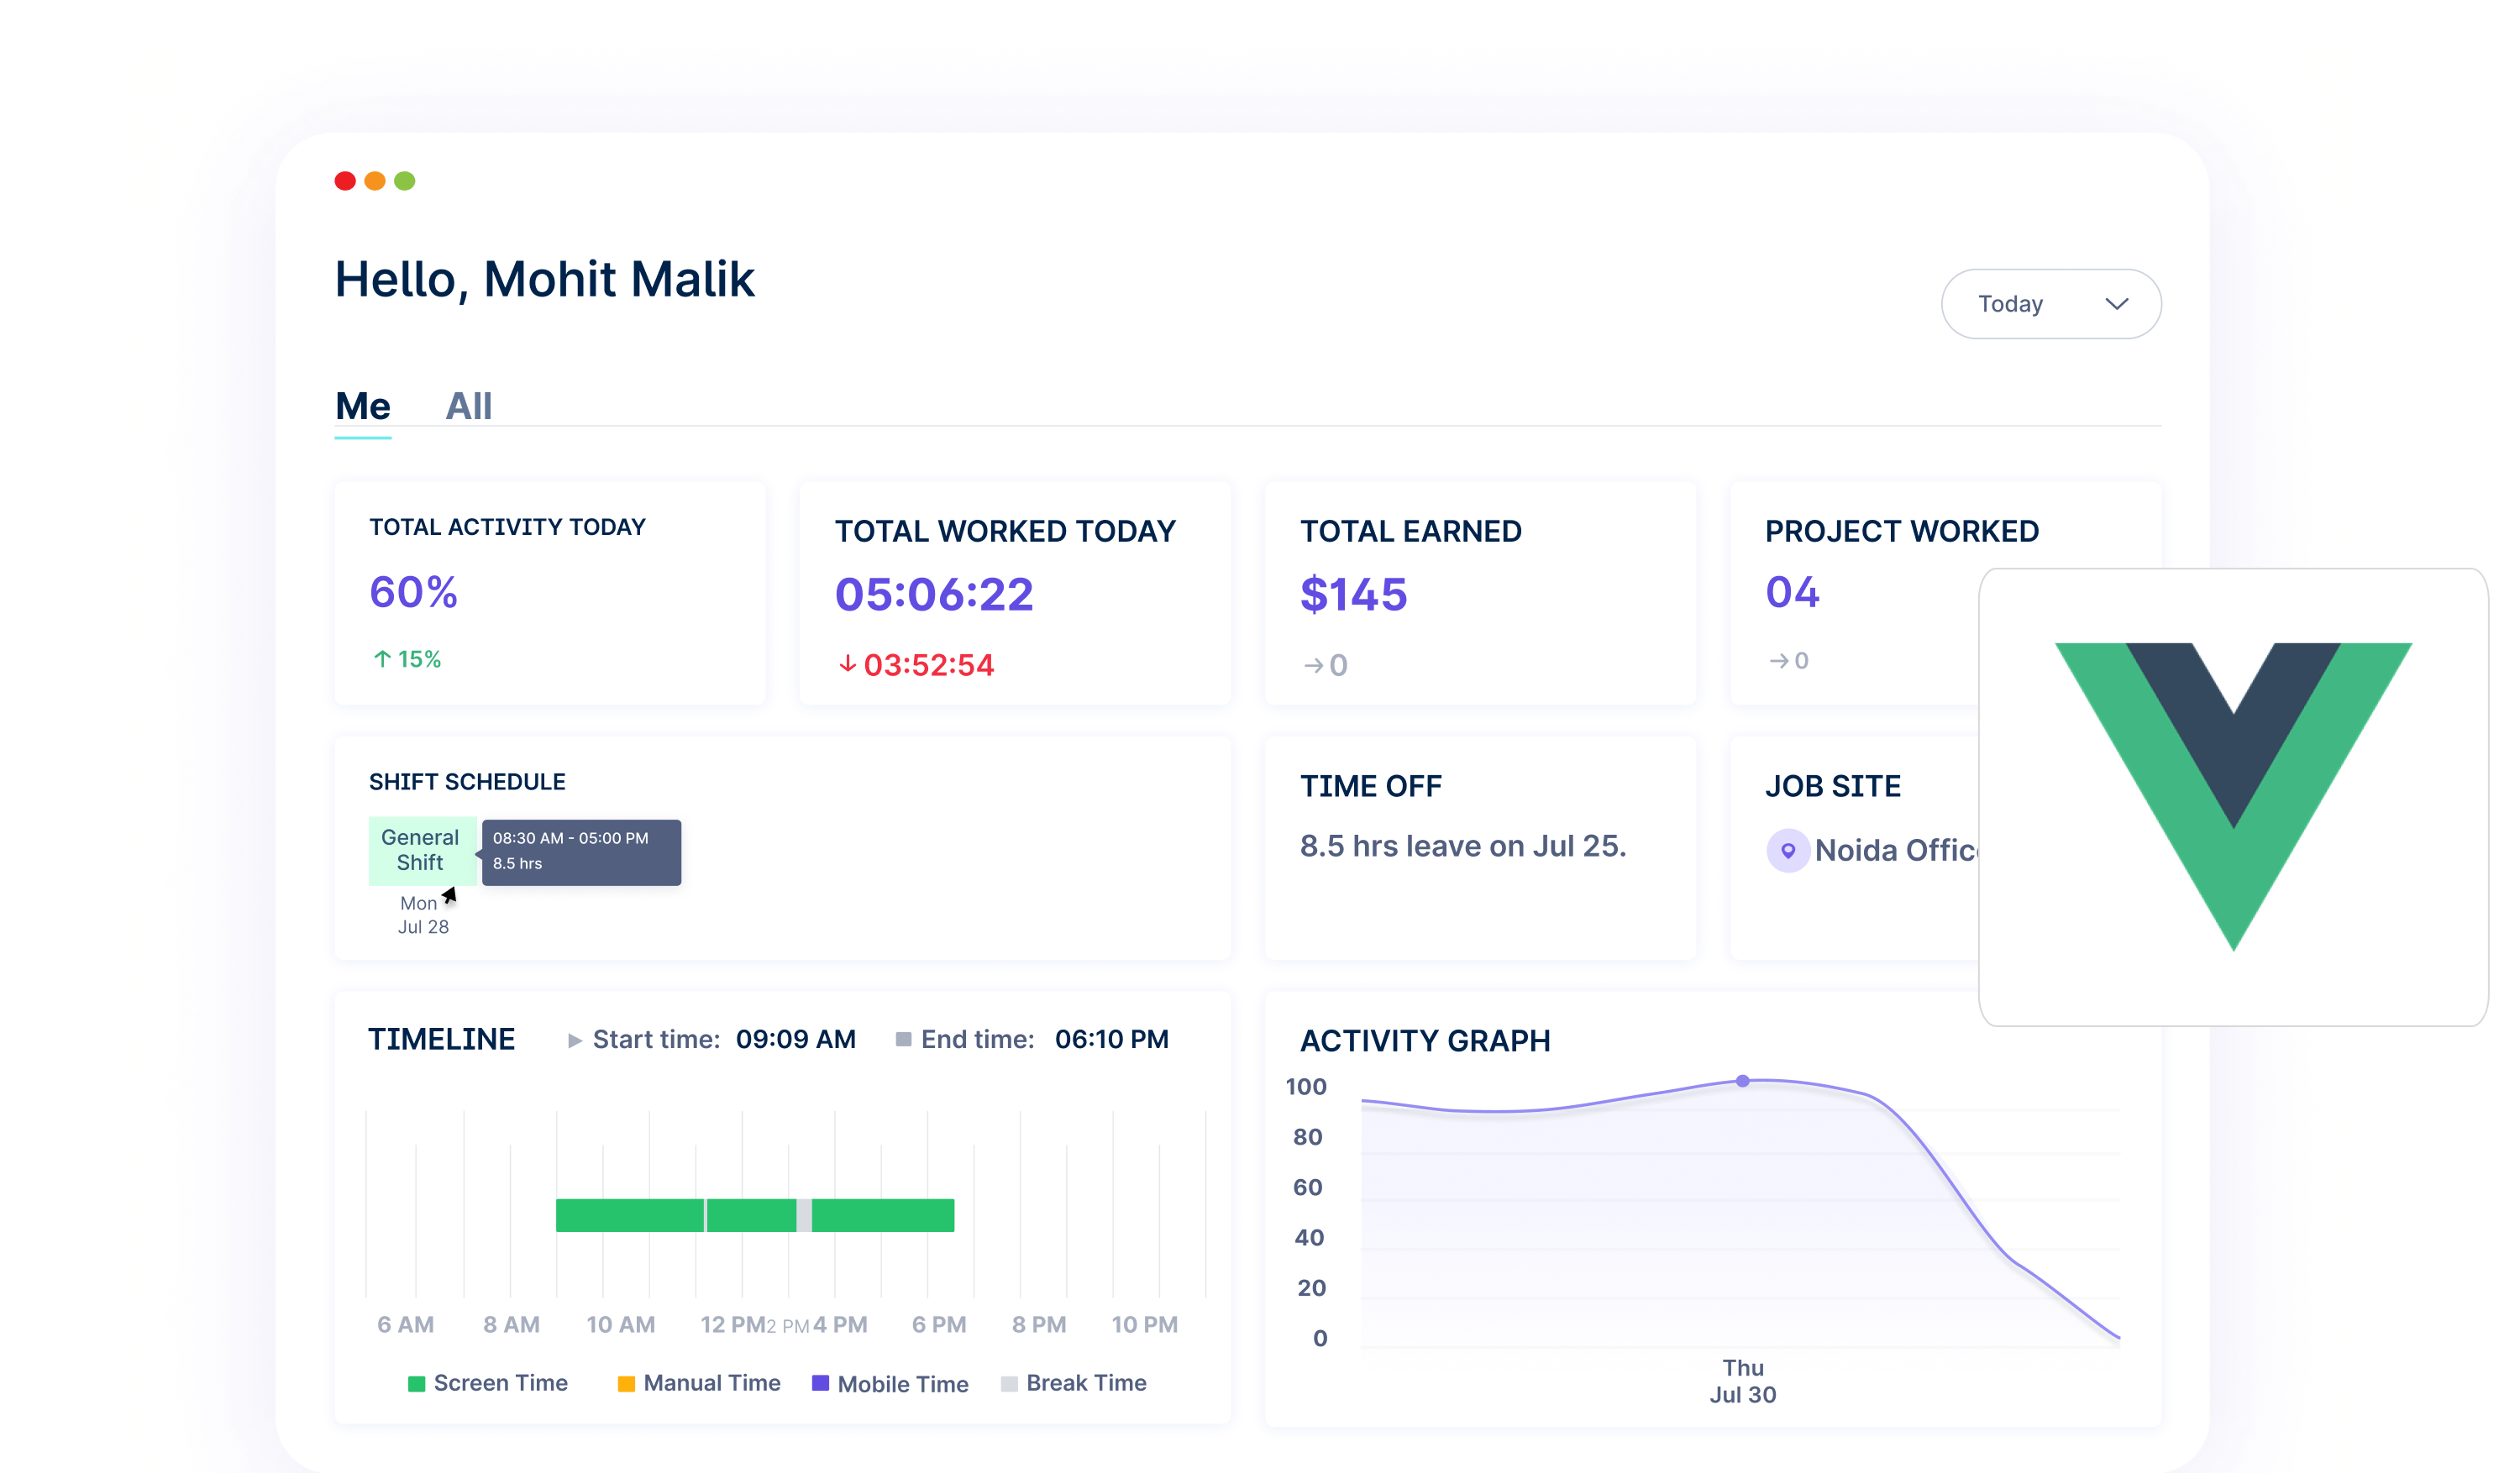 Hello, Mohit Malik
Today
Me
All
TOTAL ACTIVITY TODAY
60%
↑ 15%
TOTAL WORKED TODAY
05:06:22
↓ 03:52:54
TOTAL EARNED
$145
→ 0
PROJECT WORKED
04
→ 0
SHIFT SCHEDULE
General
Shift
08:30 AM - 05:00 PM
8.5 hrs
Mon
Jul 28
TIME OFF
8.5 hrs leave on Jul 25.
JOB SITE
Noida Offic
TIMELINE
Start time: 09:09 AM
End time: 06:10 PM
6 AM 8 AM 10 AM 12 PM 2 PM 4 PM 6 PM 8 PM 10 PM
Screen Time Manual Time Mobile Time Break Time
ACTIVITY GRAPH
100
80
60
40
20
0
Thu
Jul 30